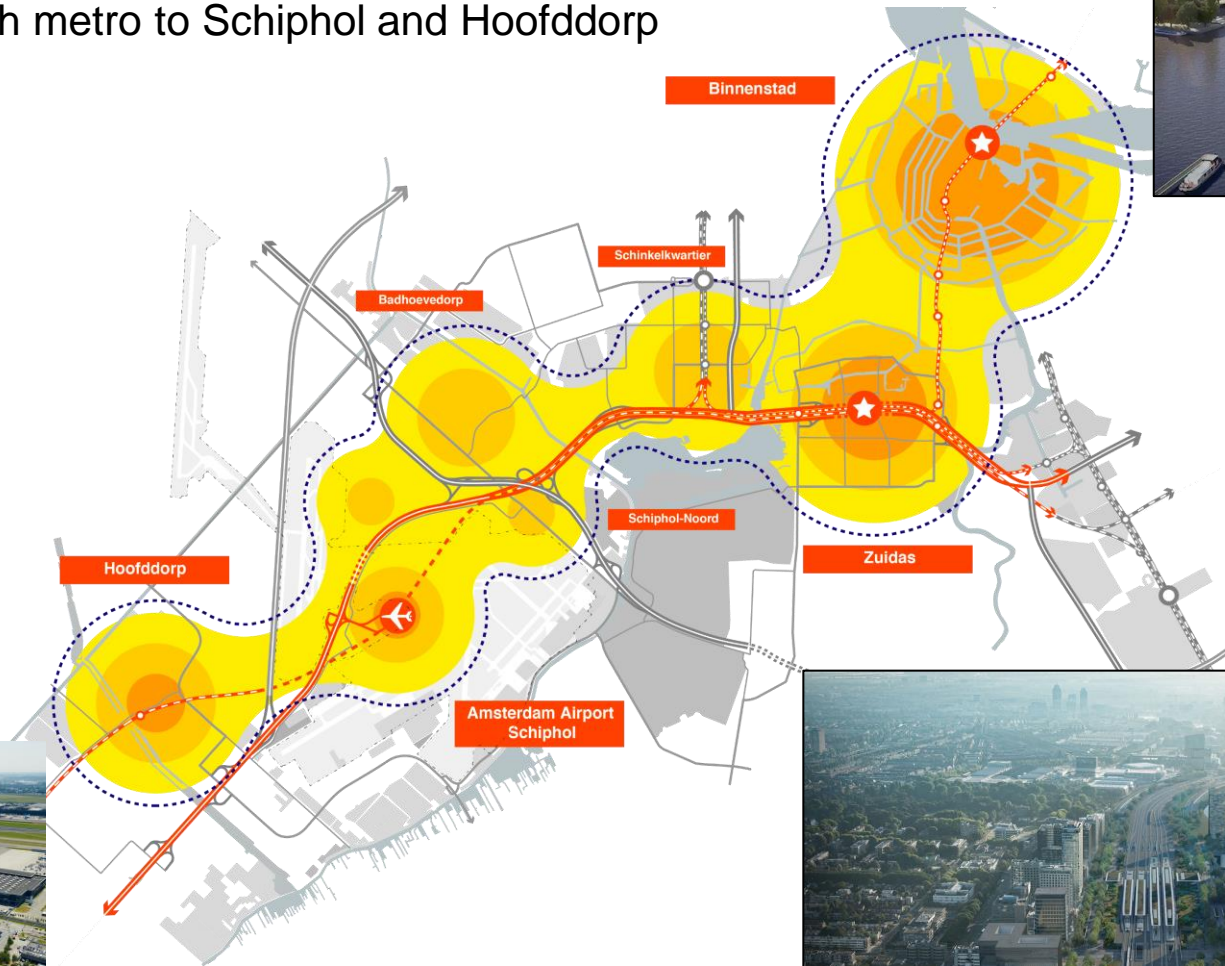 h metro to Schiphol and Hoofddorp
Binnenstad
Schinkelkwartier
Badhoevedorp
Schiphol-Noord
Zuidas
Hoofddorp
Amsterdam Airport
Schiphol